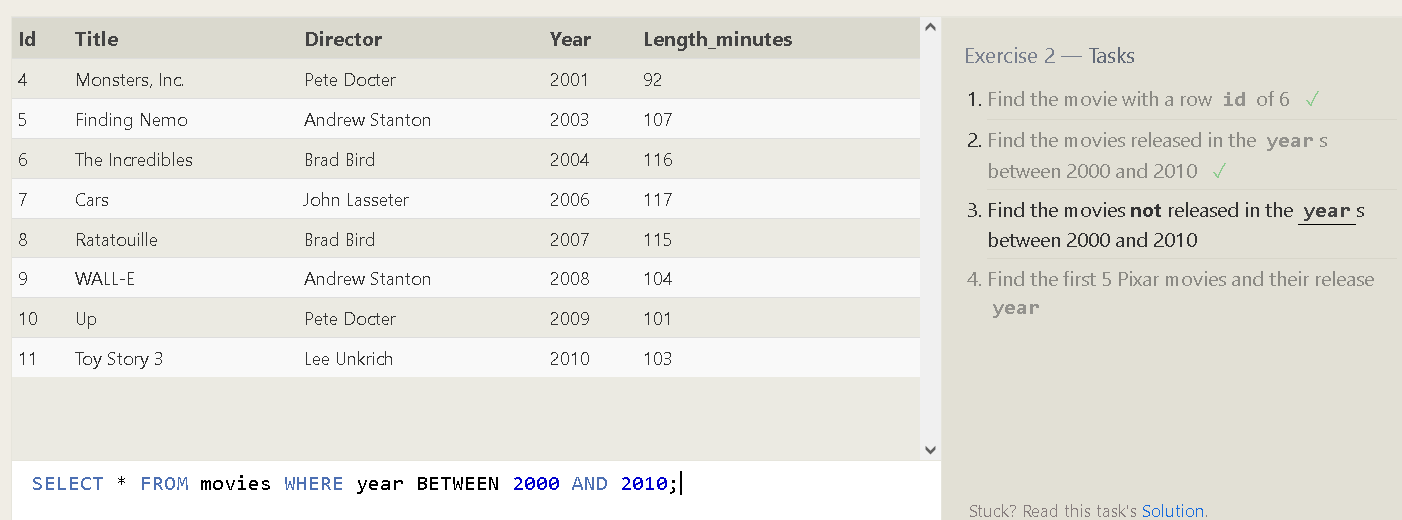 Id Title Director Year Length_minutes
4 Monsters, Inc. Pete Docter 2001 92
5 Finding Nemo Andrew Stanton 2003 107
6 The Incredibles Brad Bird 2004 116
7 Cars John Lasseter 2006 117
8 Ratatouille Brad Bird 2007 115
9 WALL-E Andrew Stanton 2008 104
10 Up Pete Docter 2009 101
11 Toy Story 3 Lee Unkrich 2010 103
SELECT * FROM movies WHERE year BETWEEN 2000 AND 2010;
Exercise 2 — Tasks
1. Find the movie with a row id of 6 ✓
2. Find the movies released in the year s
between 2000 and 2010 ✓
3. Find the movies not released in the year s
between 2000 and 2010
4. Find the first 5 Pixar movies and their release
year
Stuck? Read this task's Solution.